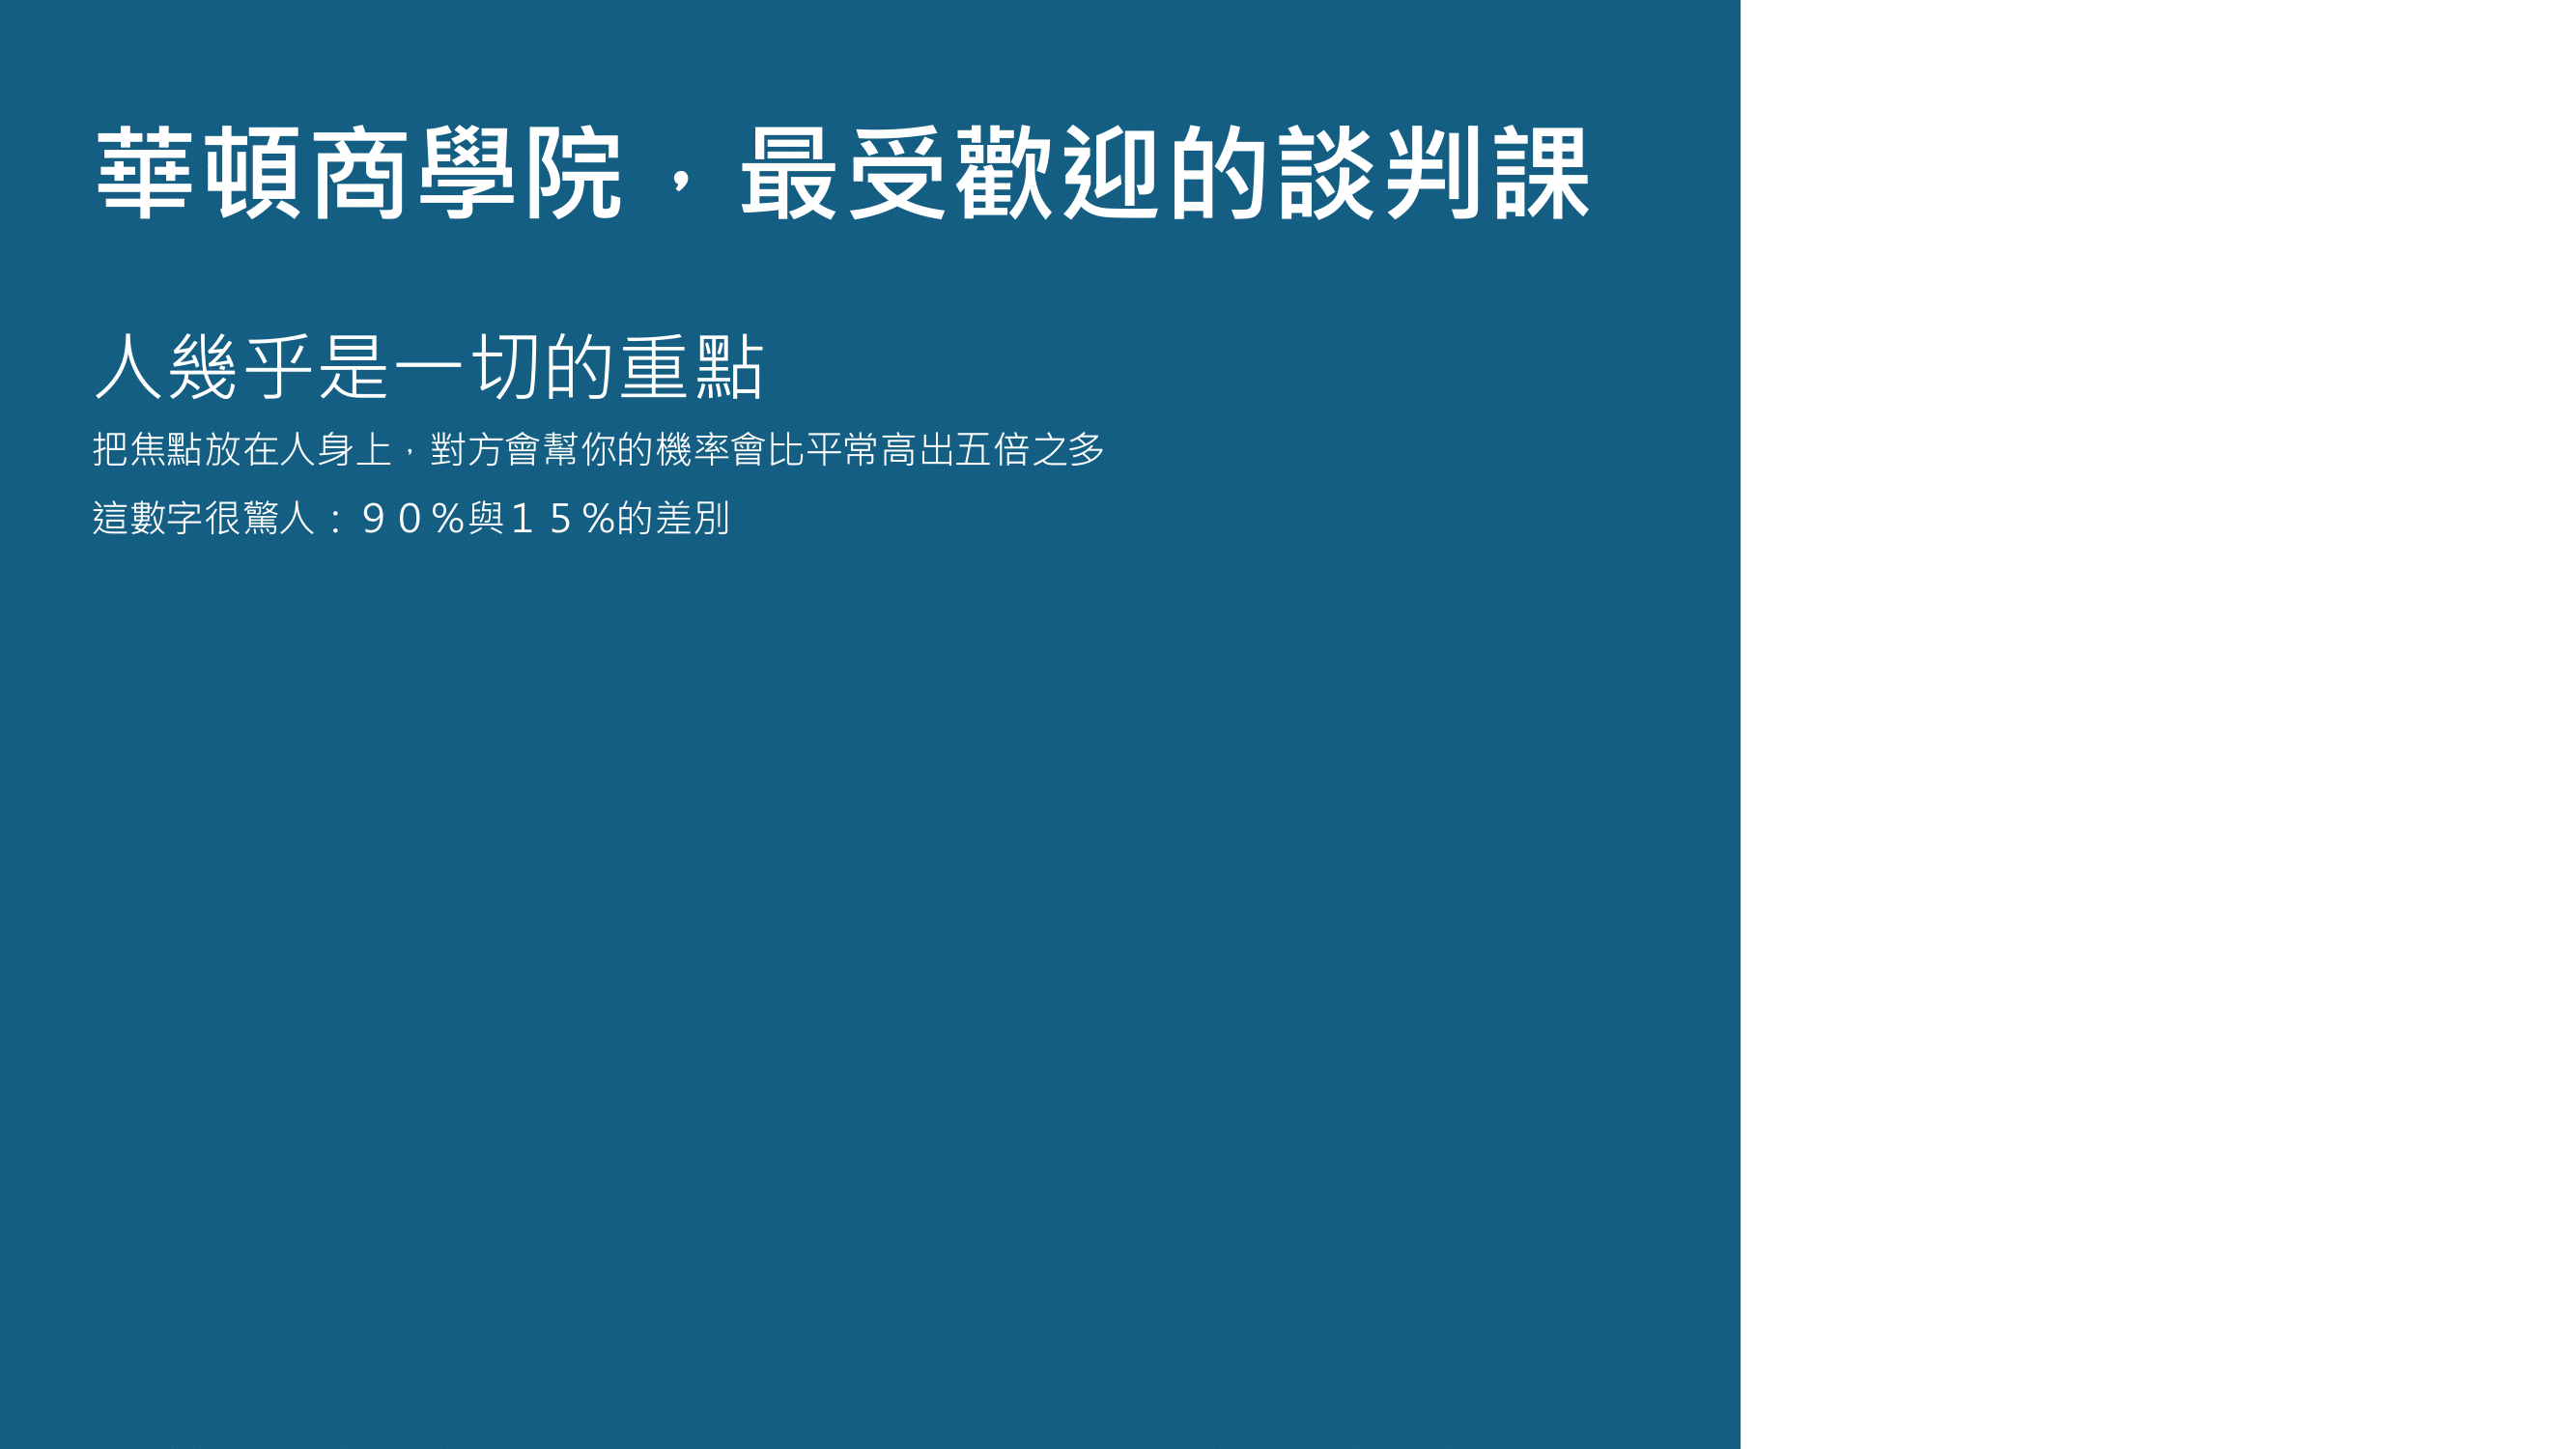 華頓商學院，最受歡迎的談判課
人幾乎是一切的重點
把焦點放在人身上，對方會幫你的機率會比平常高出五倍之多
這數字很驚人：９０％與１５％的差別